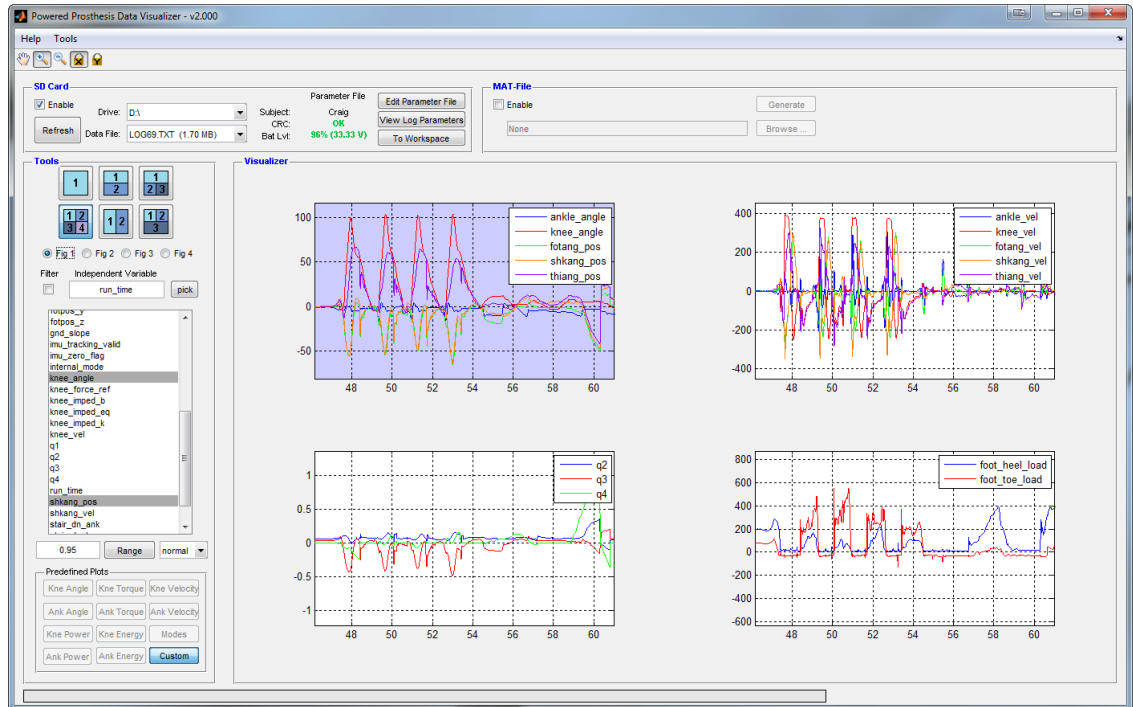 Powered Prosthesis Data Visualizer - v2.000
Help Tools
SD Card
Enable
Drive: D:\
Refresh
Data File: LOG69.TXT (1.70 MB)
Parameter File
Subject: Craig
CRC: OK
Bat Lvl: 96% (33.33 V)
Edit Parameter File
View Log Parameters
To Workspace
MAT-File
Enable
Generate
None
Browse ...
Tools
1
1 2
1 2 3
1 2 3 4
1 2
1 2 3
Fig 1 Fig 2 Fig 3 Fig 4
Filter Independent Variable
run_time pick
fotpos_z
gnd_slope
imu_tracking_valid
imu_zero_flag
internal_mode
knee_angle
knee_force_ref
knee_imped_b
knee_imped_eq
knee_imped_k
knee_vel
q1
q2
q3
q4
run_time
shkang_pos
shkang_vel
stair_dn_ank
0.95 Range normal
Predefined Plots
Kne Angle Kne Torque Kne Velocity
Ank Angle Ank Torque Ank Velocity
Kne Power Kne Energy Modes
Ank Power Ank Energy Custom
Visualizer
100
50
0
-50
48 50 52 54 56 58 60
ankle_angle
knee_angle
fotang_pos
shkang_pos
thiang_pos
400
200
0
-200
-400
48 50 52 54 56 58 60
ankle_vel
knee_vel
fotang_vel
shkang_vel
thiang_vel
1
0.5
0
-0.5
-1
48 50 52 54 56 58 60
q2
q3
q4
800
600
400
200
0
-200
-400
-600
48 50 52 54 56 58 60
foot_heel_load
foot_toe_load